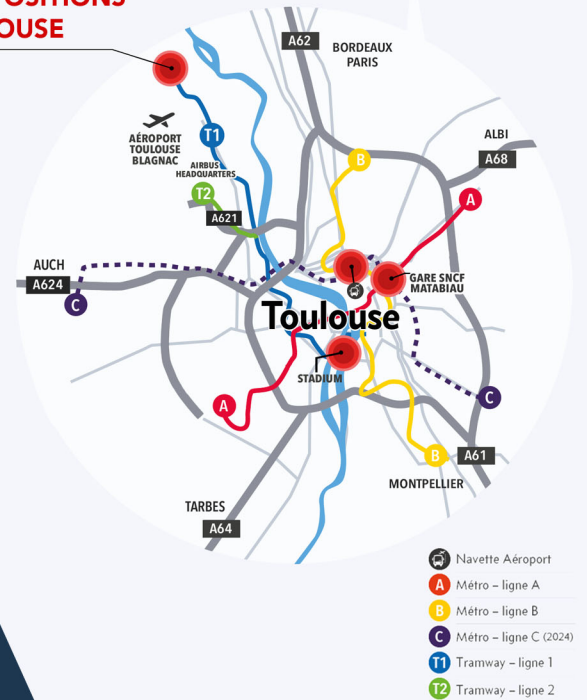 OSITIONS
OUSE
A62
BORDEAUX
PARIS
T1
AÉROPORT
TOULOUSE
BLAGNAC
AIRBUS
HEADQUARTERS
T2
A621
B
ALBI
A68
A
AUCH
A624
C
GARE SNCF
MATABIAU
Toulouse
STADIUM
A
C
B
A61
MONTPELLIER
TARBES
A64
Navette Aéroport
A Métro – ligne A
B Métro – ligne B
C Métro – ligne C (2024)
T1 Tramway – ligne 1
T2 Tramway – ligne 2